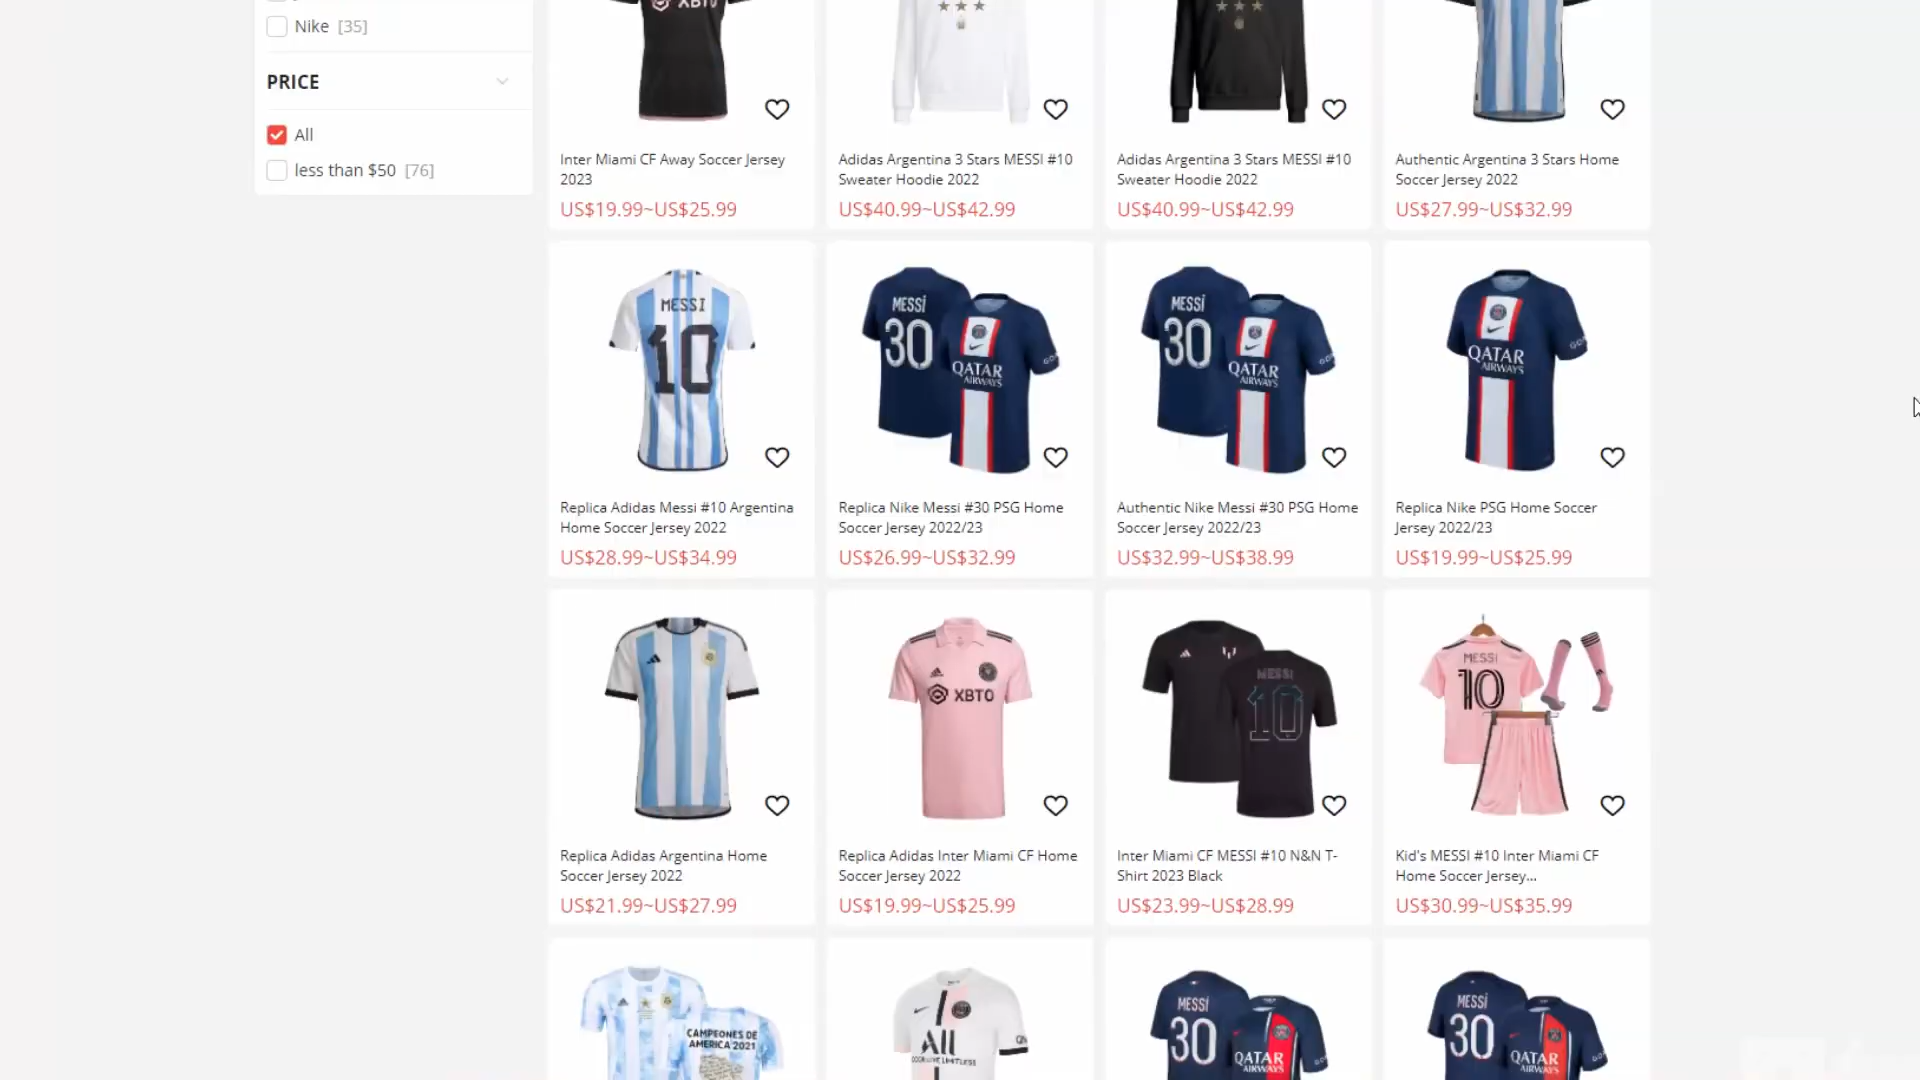 XBTO
Nike [35]
PRICE
All
less than $50 [76]
Inter Miami CF Away Soccer Jersey
2023
US$19.99~US$25.99
Adidas Argentina 3 Stars MESSI #10
Sweater Hoodie 2022
US$40.99~US$42.99
Adidas Argentina 3 Stars MESSI #10
Sweater Hoodie 2022
US$40.99~US$42.99
Authentic Argentina 3 Stars Home
Soccer Jersey 2022
US$27.99~US$32.99
MESSI
10
MESSI
30
QATAR
AIRWAYS
MESSI
30
QATAR
AIRWAYS
QATAR
AIRWAYS
Replica Adidas Messi #10 Argentina
Home Soccer Jersey 2022
US$28.99~US$34.99
Replica Nike Messi #30 PSG Home
Soccer Jersey 2022/23
US$26.99~US$32.99
Authentic Nike Messi #30 PSG Home
Soccer Jersey 2022/23
US$32.99~US$38.99
Replica Nike PSG Home Soccer
Jersey 2022/23
US$19.99~US$25.99
XBTO
MESSI
10
MESSI
10
Replica Adidas Argentina Home
Soccer Jersey 2022
US$21.99~US$27.99
Replica Adidas Inter Miami CF Home
Soccer Jersey 2022
US$19.99~US$25.99
Inter Miami CF MESSI #10 N&N T-
Shirt 2023 Black
US$23.99~US$28.99
Kid's MESSI #10 Inter Miami CF
Home Soccer Jersey...
US$30.99~US$35.99
CAMPEONES DE
AMERICA 2021
ALL
MESSI
30
QATAR
AIRWAYS
MESSI
30
QATAR
AIRWAYS